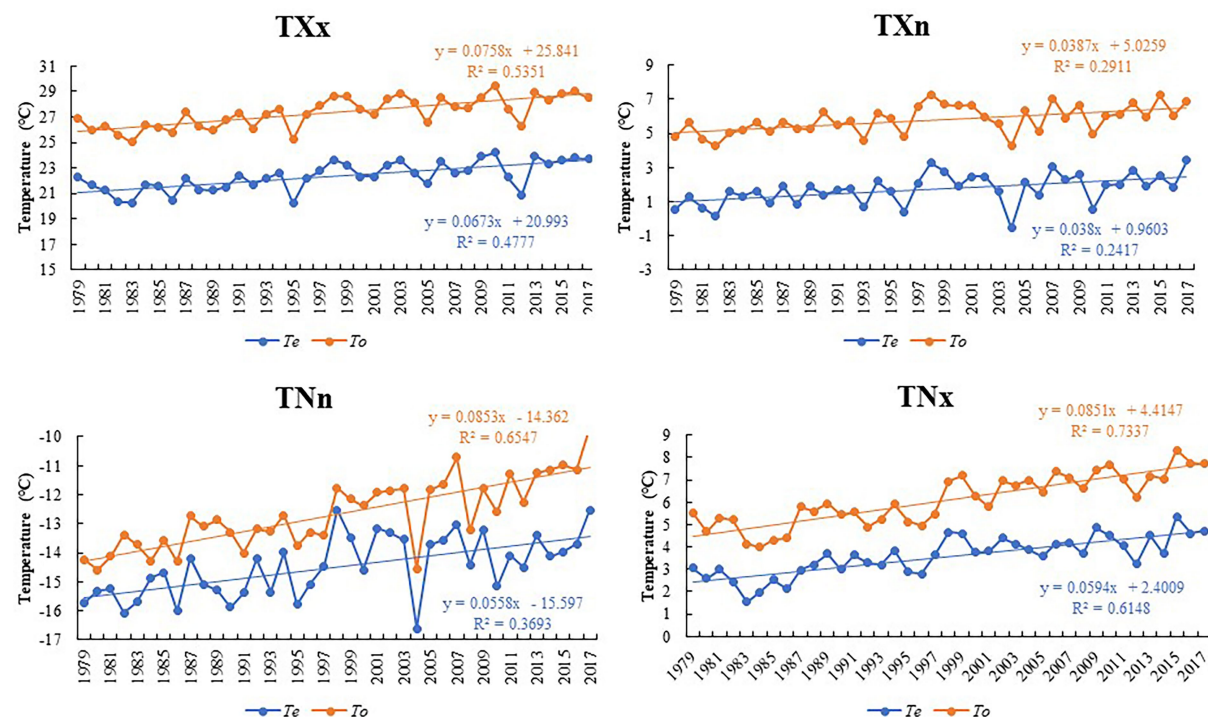 TXx
y = 0.0758x + 25.841
R² = 0.5351
31
29
27
25
23
21
19
17
15
Temperature (°C)
y = 0.0673x + 20.993
R² = 0.4777
1979 1981 1983 1985 1987 1989 1991 1993 1995 1997 1999 2001 2003 2005 2007 2009 2011 2013 2015 2017
Te To
TXn
y = 0.0387x + 5.0259
R² = 0.2911
9
7
5
3
1
-1
-3
Temperature (°C)
y = 0.038x + 0.9603
R² = 0.2417
1979 1981 1983 1985 1987 1989 1991 1993 1995 1997 1999 2001 2003 2005 2007 2009 2011 2013 2015 2017
Te To
TNn
y = 0.0853x - 14.362
R² = 0.6547
-10
-11
-12
-13
-14
-15
-16
-17
Temperature (°C)
y = 0.0558x - 15.597
R² = 0.3693
1979 1981 1983 1985 1987 1989 1991 1993 1995 1997 1999 2001 2003 2005 2007 2009 2011 2013 2015 2017
Te To
TNx
y = 0.0851x + 4.4147
R² = 0.7337
9
8
7
6
5
4
3
2
1
0
Temperature (°C)
y = 0.0594x + 2.4009
R² = 0.6148
1979 1981 1983 1985 1987 1989 1991 1993 1995 1997 1999 2001 2003 2005 2007 2009 2011 2013 2015 2017
Te To